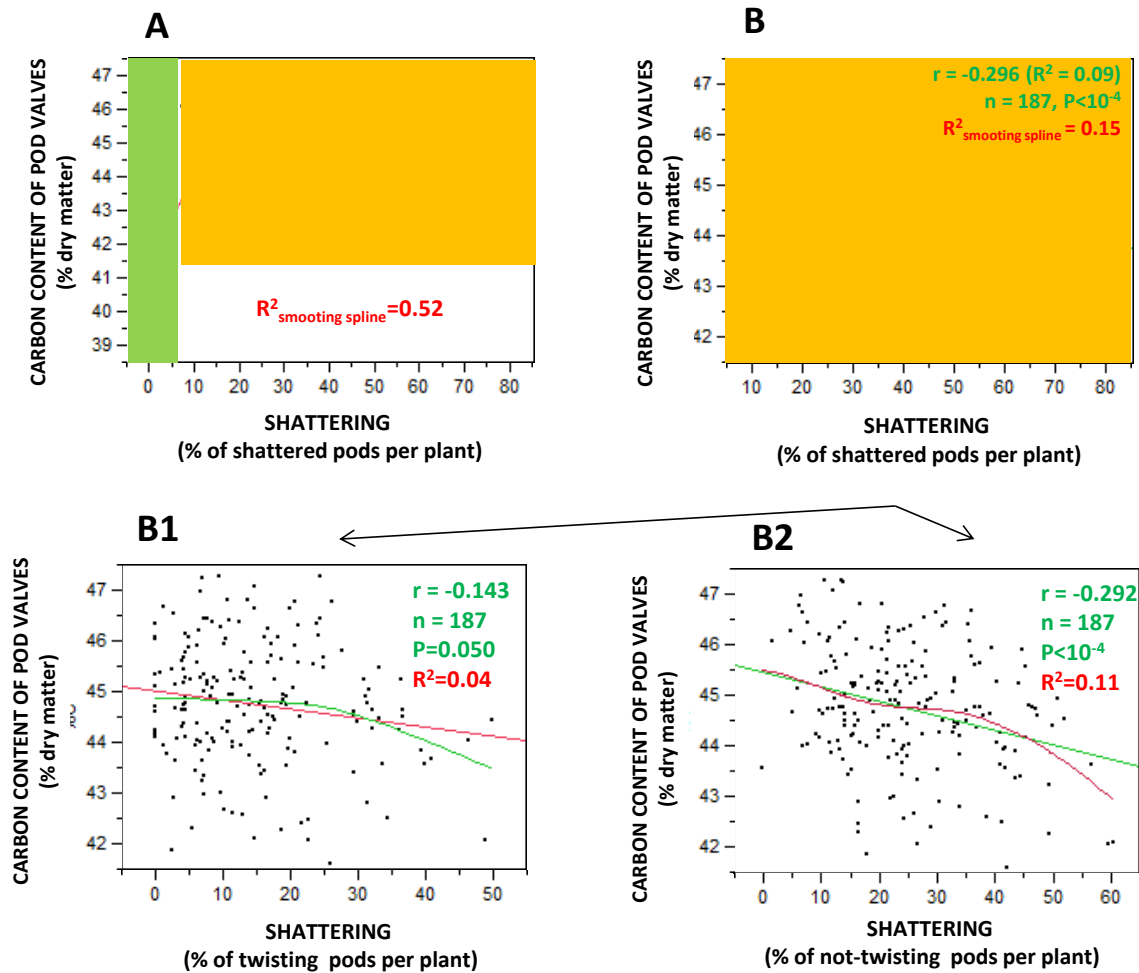 A
CARBON CONTENT OF POD VALVES
(% dry matter)
47
46
45
44
43
42
41
40
39
R2 smooting spline=0.52
0 10 20 30 40 50 60 70 80
SHATTERING
(% of shattered pods per plant)
B
CARBON CONTENT OF POD VALVES
(% dry matter)
47
46
45
44
43
42
r = -0.296 (R2 = 0.09)
n = 187, P<10-4
R2 smooting spline = 0.15
10 20 30 40 50 60 70 80
SHATTERING
(% of shattered pods per plant)
B1
CARBON CONTENT OF POD VALVES
(% dry matter)
47
46
45
44
43
42
r = -0.143
n = 187
P=0.050
R2=0.04
0 10 20 30 40 50
SHATTERING
(% of twisting pods per plant)
B2
CARBON CONTENT OF POD VALVES
(% dry matter)
47
46
45
44
43
42
r = -0.292
n = 187
P<10-4
R2=0.11
0 10 20 30 40 50 60
SHATTERING
(% of not-twisting pods per plant)